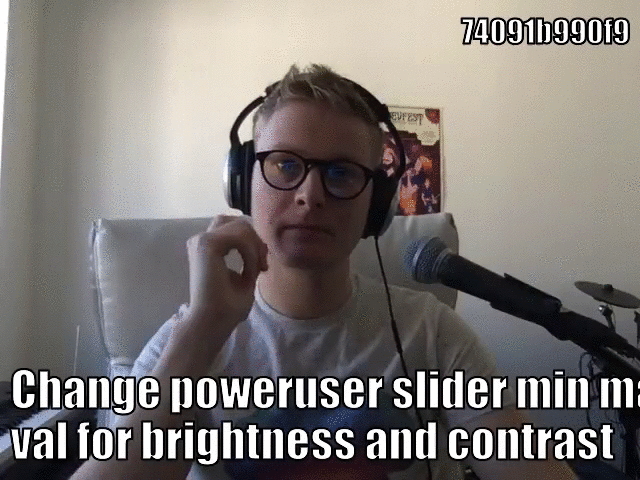 74091b990f9
Change poweruser slider min ma
val for brightness and contrast